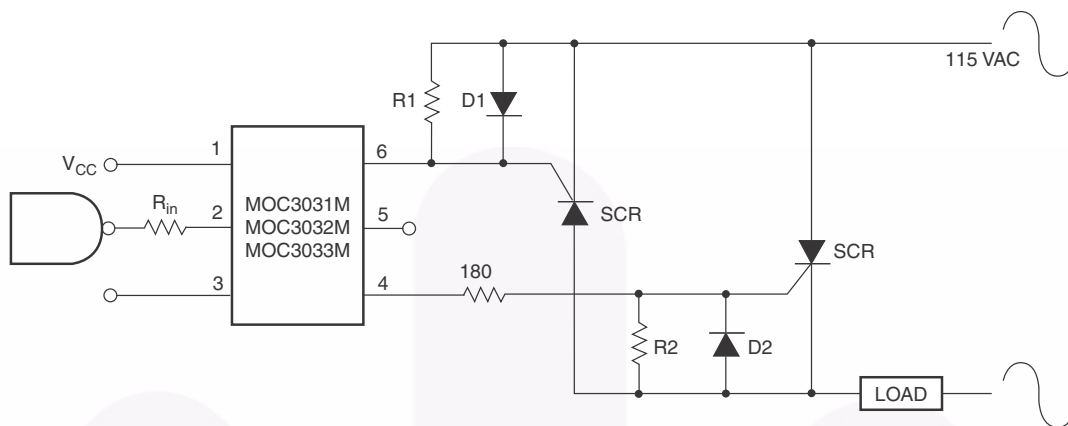 115 VAC
R1
D1
1
6
V_CC
R_in
2
MOC3031M
MOC3032M
MOC3033M
5
SCR
SCR
180
3
4
R2
D2
LOAD